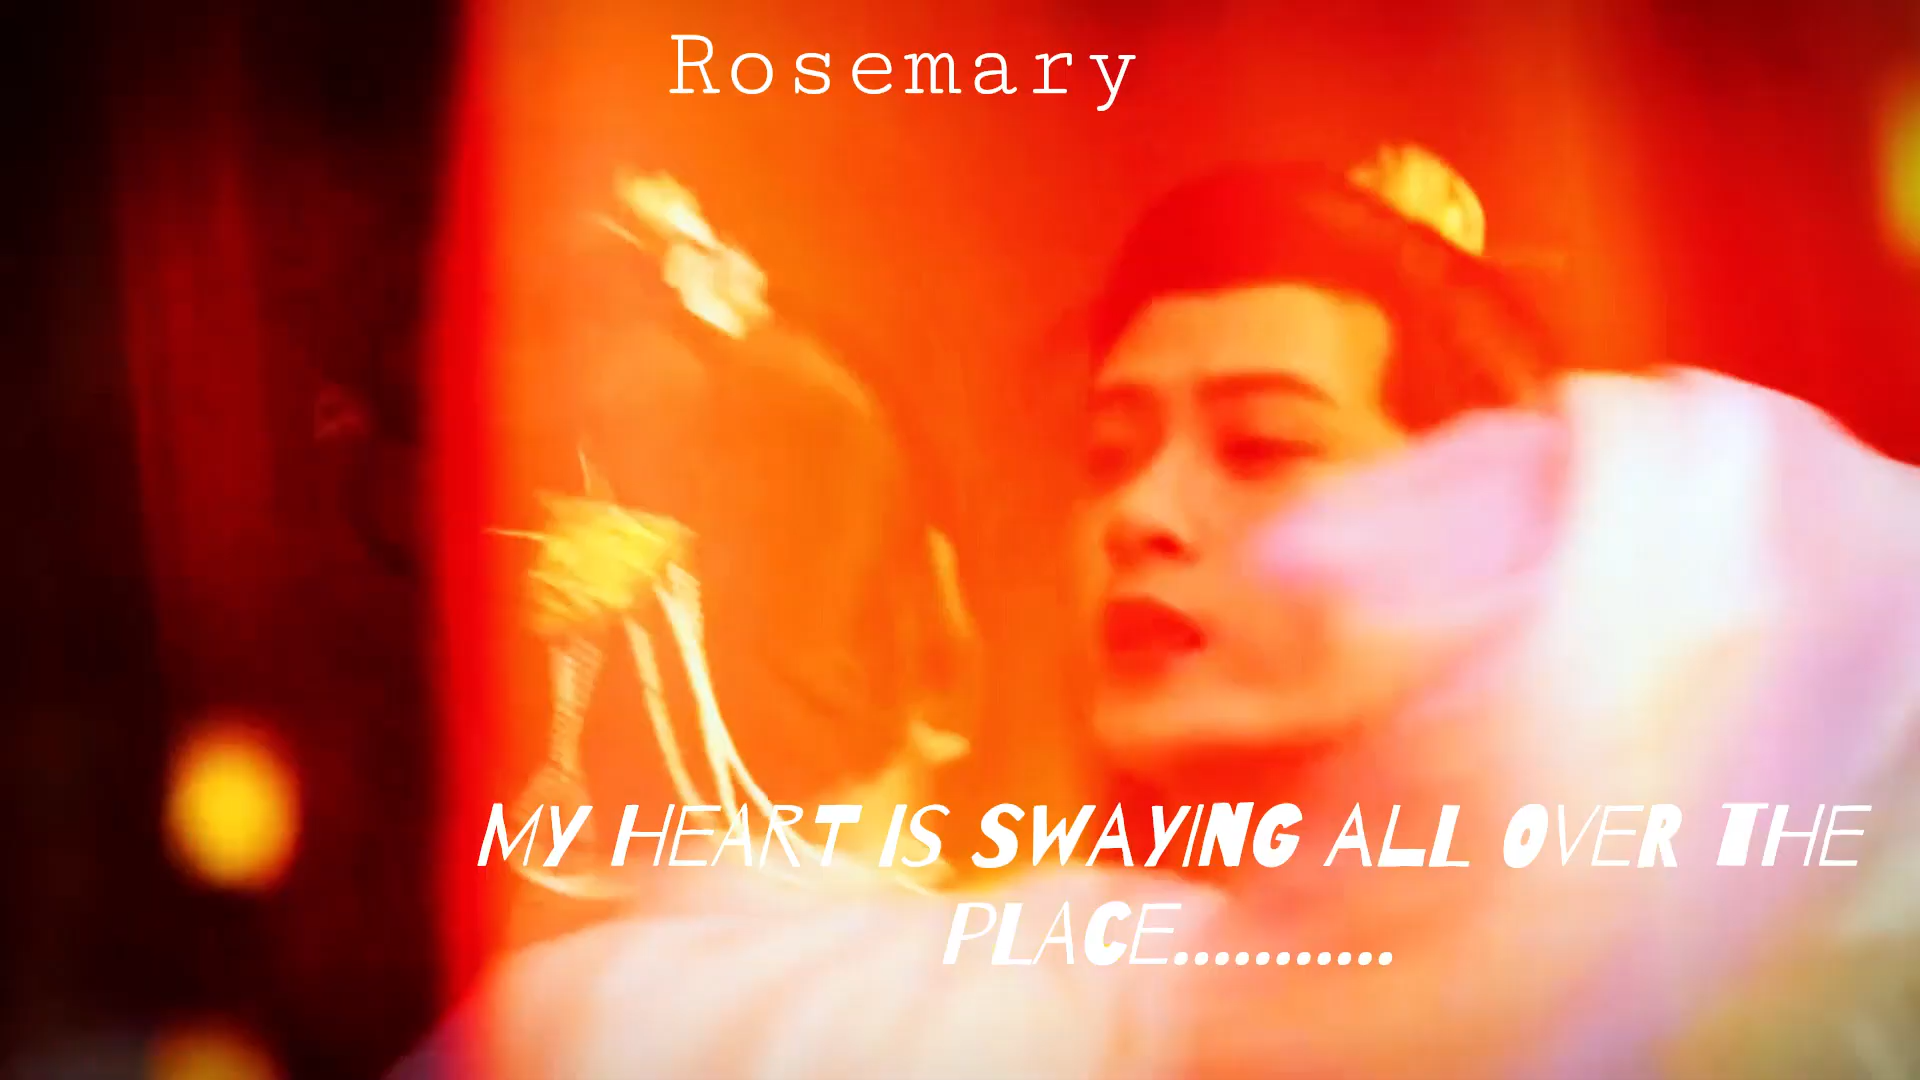 Rosemary
MY HEART IS SWAYING ALL OVER THE
PLACE...........